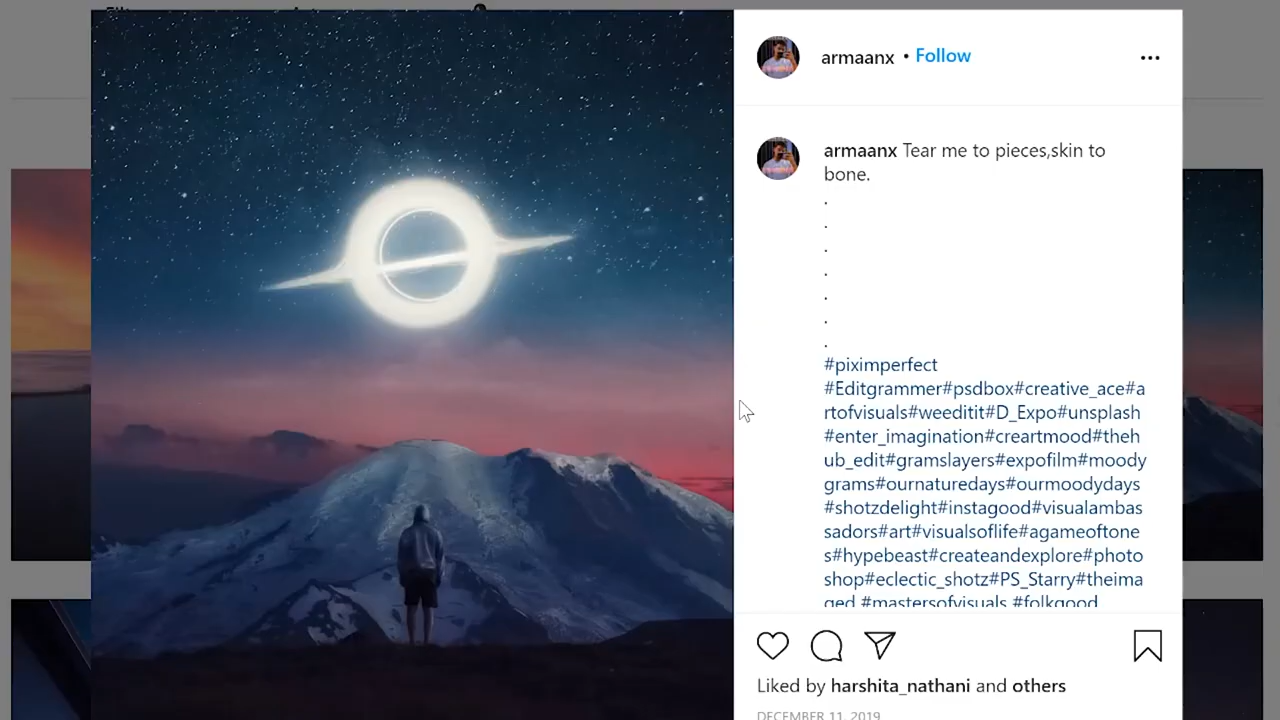 armaanx • Follow
armaanx Tear me to pieces,skin to
bone.
.
.
.
.
.
.
.
#piximperfect
#Editgrammer#psdbox#creative_ace#a
rtofvisuals#weeditit#D_Expo#unsplash
#enter_imagination#creartmood#theh
ub_edit#gramslayers#expofilm#moody
grams#ournaturedays#ourmoodydays
#shotzdelight#instagood#visualambas
sadors#art#visualsoflife#agameoftone
s#hypebeast#createandexplore#photo
shop#eclectic_shotz#PS_Starry#theima
ged #mastersofvisuals #folkgood
Liked by harshita_nathani and others
DECEMBER 11, 2019